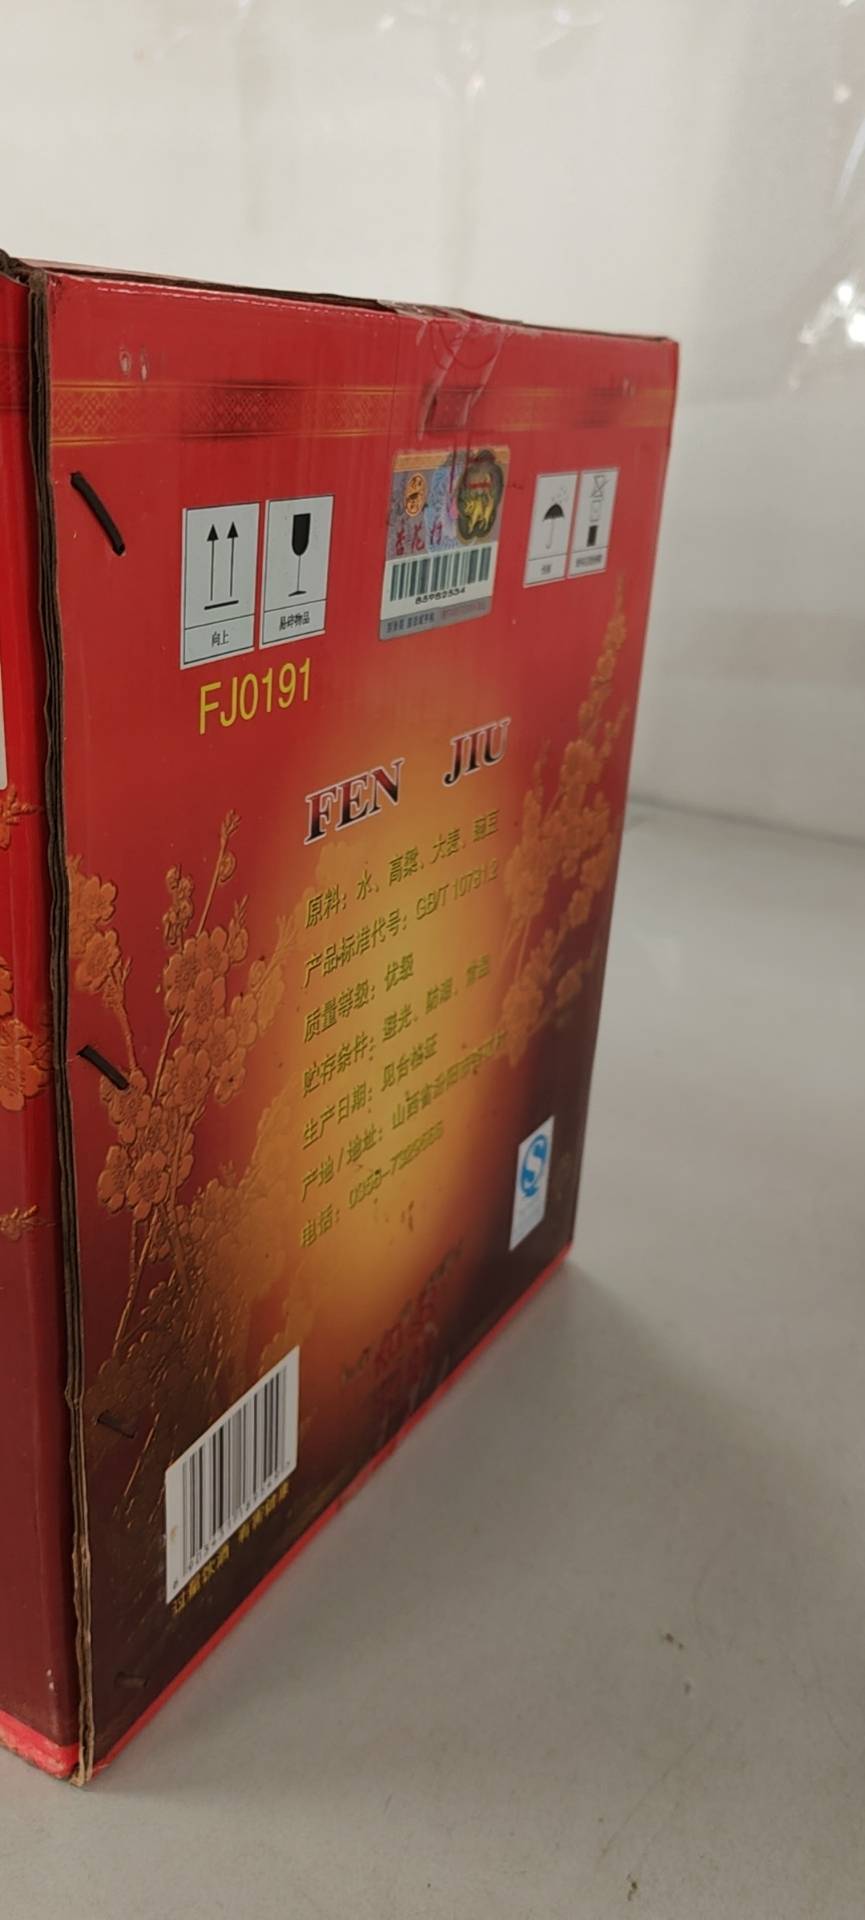 杏花村
向上
易碎物品
FJ0191
FEN JIU
原料：水、高粱、大麦、豌豆
产品标准代号：GB/T 10781.2
质量等级：优级
贮存条件：避光、防潮、常温
生产日期：见合格证
产地/地址：山西省汾阳市杏花村
电话：0358-
过量饮酒 有害健康